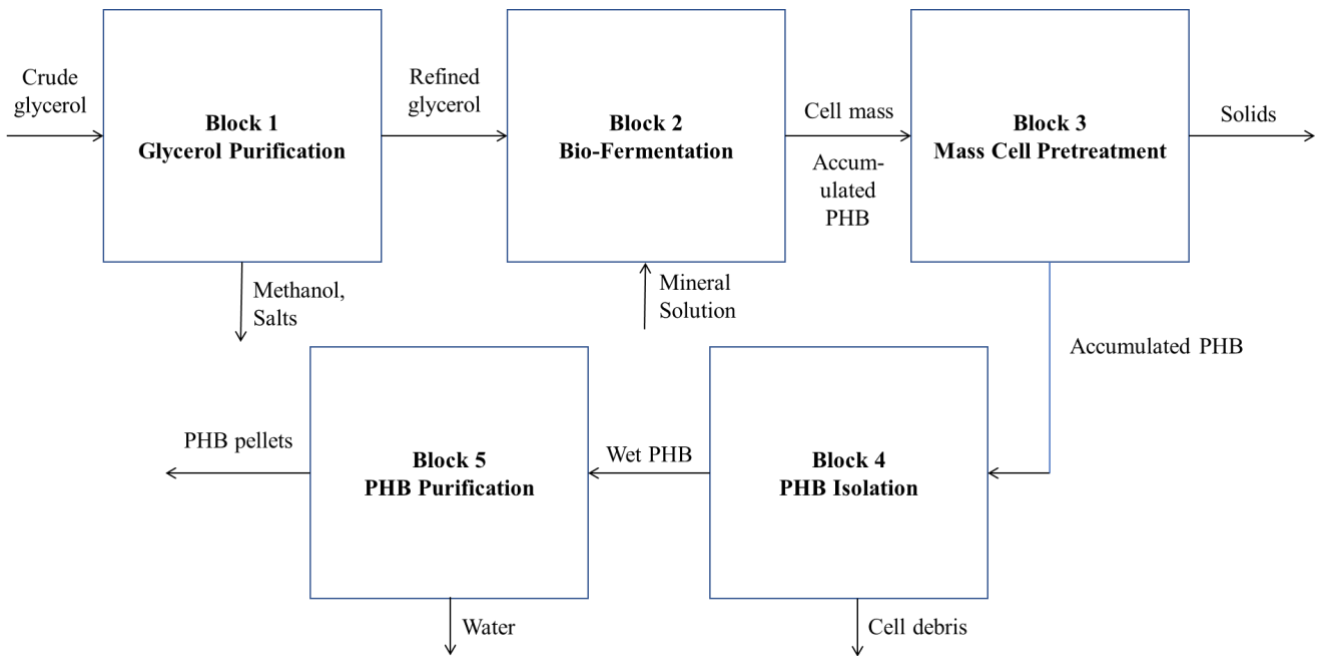 Crude
glycerol
Block 1
Glycerol Purification
Methanol,
Salts
Refined
glycerol
Block 2
Bio-Fermentation
Mineral
Solution
Cell mass
Accum-
ulated
PHB
Block 3
Mass Cell Pretreatment
Solids
Accumulated PHB
Block 4
PHB Isolation
Cell debris
Wet PHB
Block 5
PHB Purification
Water
PHB pellets